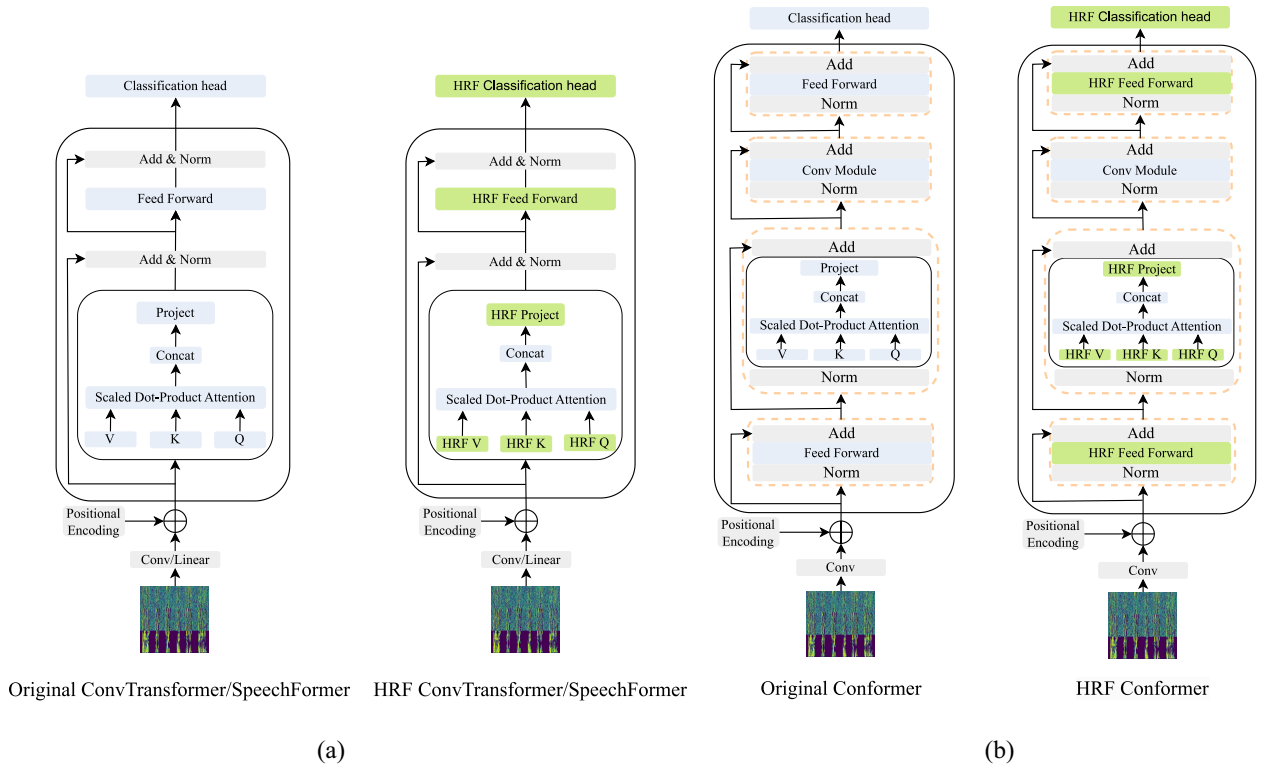 Classification head
Add & Norm
Feed Forward
Add & Norm
Project
Concat
Scaled Dot-Product Attention
V K Q
Positional
Encoding
Conv/Linear
Original ConvTransformer/SpeechFormer
HRF Classification head
Add & Norm
HRF Feed Forward
Add & Norm
HRF Project
Concat
Scaled Dot-Product Attention
HRF V HRF K HRF Q
Positional
Encoding
Conv/Linear
HRF ConvTransformer/SpeechFormer
(a)
Classification head
Add
Feed Forward
Norm
Add
Conv Module
Norm
Add
Project
Concat
Scaled Dot-Product Attention
V K Q
Norm
Add
Feed Forward
Norm
Positional
Encoding
Conv
Original Conformer
HRF Classification head
Add
HRF Feed Forward
Norm
Add
Conv Module
Norm
Add
HRF Project
Concat
Scaled Dot-Product Attention
HRF V HRF K HRF Q
Norm
Add
HRF Feed Forward
Norm
Positional
Encoding
Conv
HRF Conformer
(b)